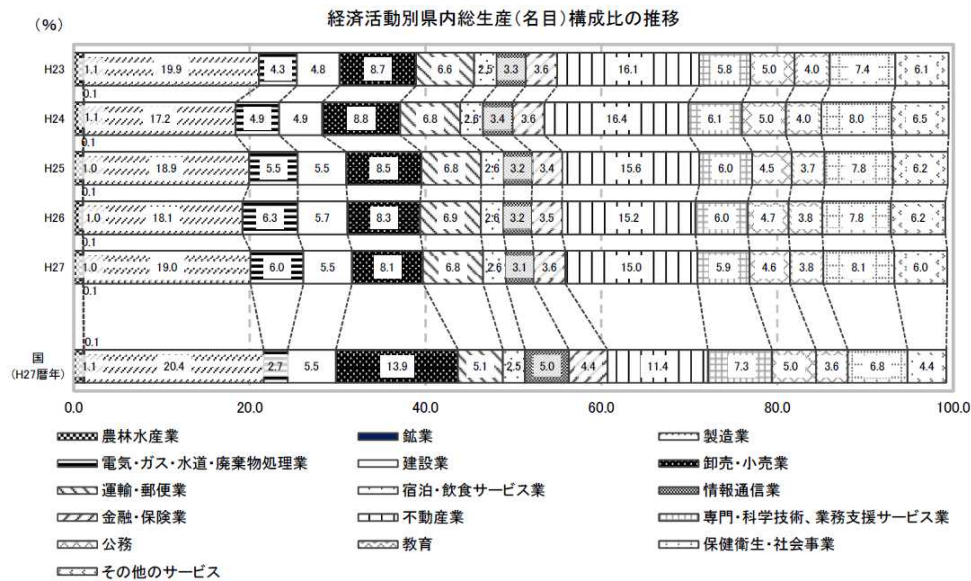 経済活動別県内総生産(名目)構成比の推移
(%)
H23 1.1 19.9 4.3 4.8 8.7 6.6 2.5 3.3 3.6 16.1 5.8 5.0 4.0 7.4 6.1
0.1
H24 1.1 17.2 4.9 4.9 8.8 6.8 2.6 3.4 3.6 16.4 6.1 5.0 4.0 8.0 6.5
0.1
H25 1.0 18.9 5.5 5.5 8.5 6.8 2.6 3.2 3.4 15.6 6.0 4.5 3.7 7.8 6.2
0.1
H26 1.0 18.1 6.3 5.7 8.3 6.9 2.6 3.2 3.5 15.2 6.0 4.7 3.8 7.8 6.2
0.1
H27 1.0 19.0 6.0 5.5 8.1 6.8 2.6 3.1 3.6 15.0 5.9 4.6 3.8 8.1 6.0
0.1
0.1
国
(H27暦年) 1.1 20.4 2.7 5.5 13.9 5.1 2.5 5.0 4.4 11.4 7.3 5.0 3.6 6.8 4.4
0.0 20.0 40.0 60.0 80.0 100.0
農林水産業 鉱業 製造業
電気・ガス・水道・廃棄物処理業 建設業 卸売・小売業
運輸・郵便業 宿泊・飲食サービス業 情報通信業
金融・保険業 不動産業 専門・科学技術、業務支援サービス業
公務 教育 保健衛生・社会事業
その他のサービス